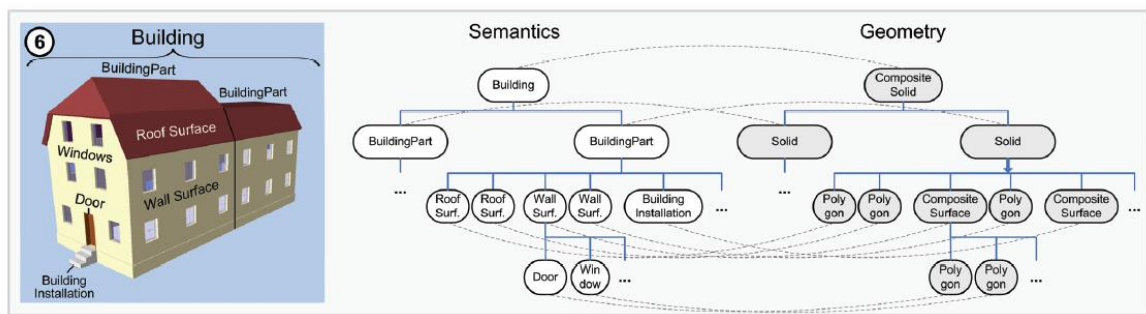 6
Building
BuildingPart
BuildingPart
Roof Surface
Windows
Wall Surface
Door
Building
Installation
Semantics
Geometry
Building
Composite
Solid
BuildingPart
BuildingPart
Solid
Solid
...
...
Roof
Surf.
Roof
Surf.
Wall
Surf.
Wall
Surf.
Building
Installation
...
Poly
gon
Poly
gon
Composite
Surface
Poly
gon
Composite
Surface
...
Door
Win
dow
...
Poly
gon
Poly
gon
...